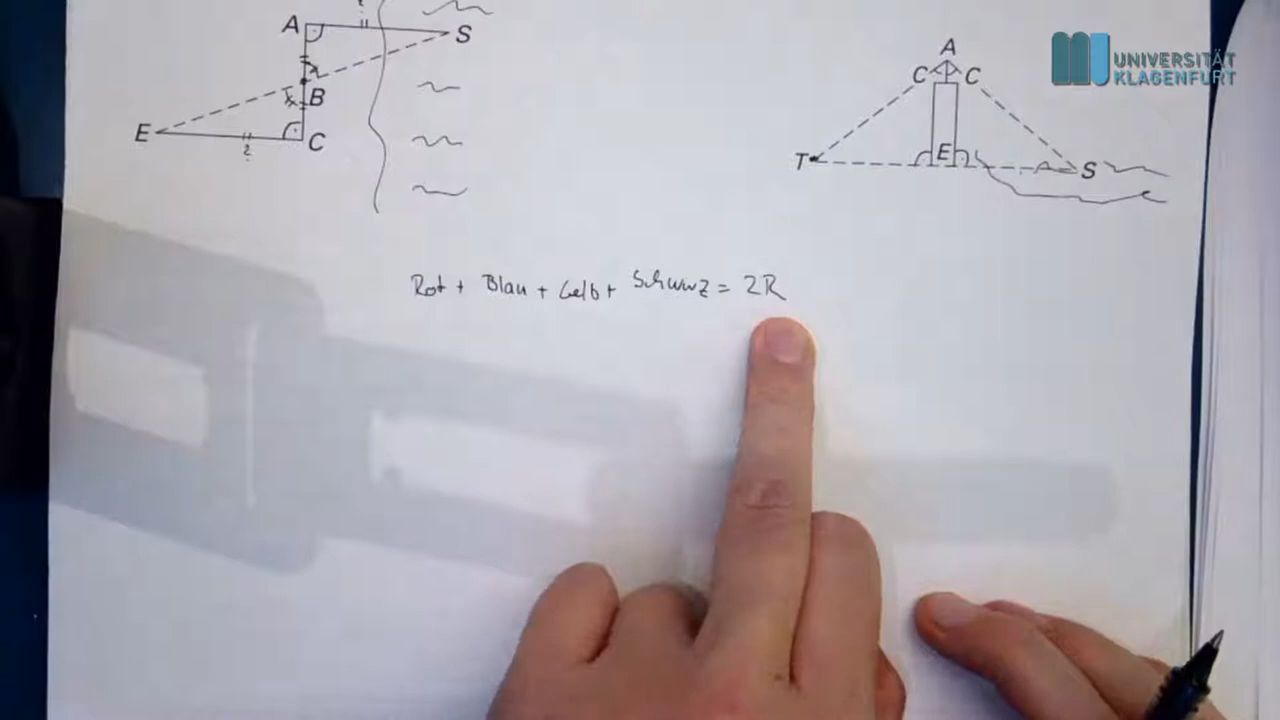 A
S
B
E
C
?
A
C C
T E S
UNIVERSITÄT
KLAGENFURT
Rot + Blau + Gelb + Schwarz = 2R